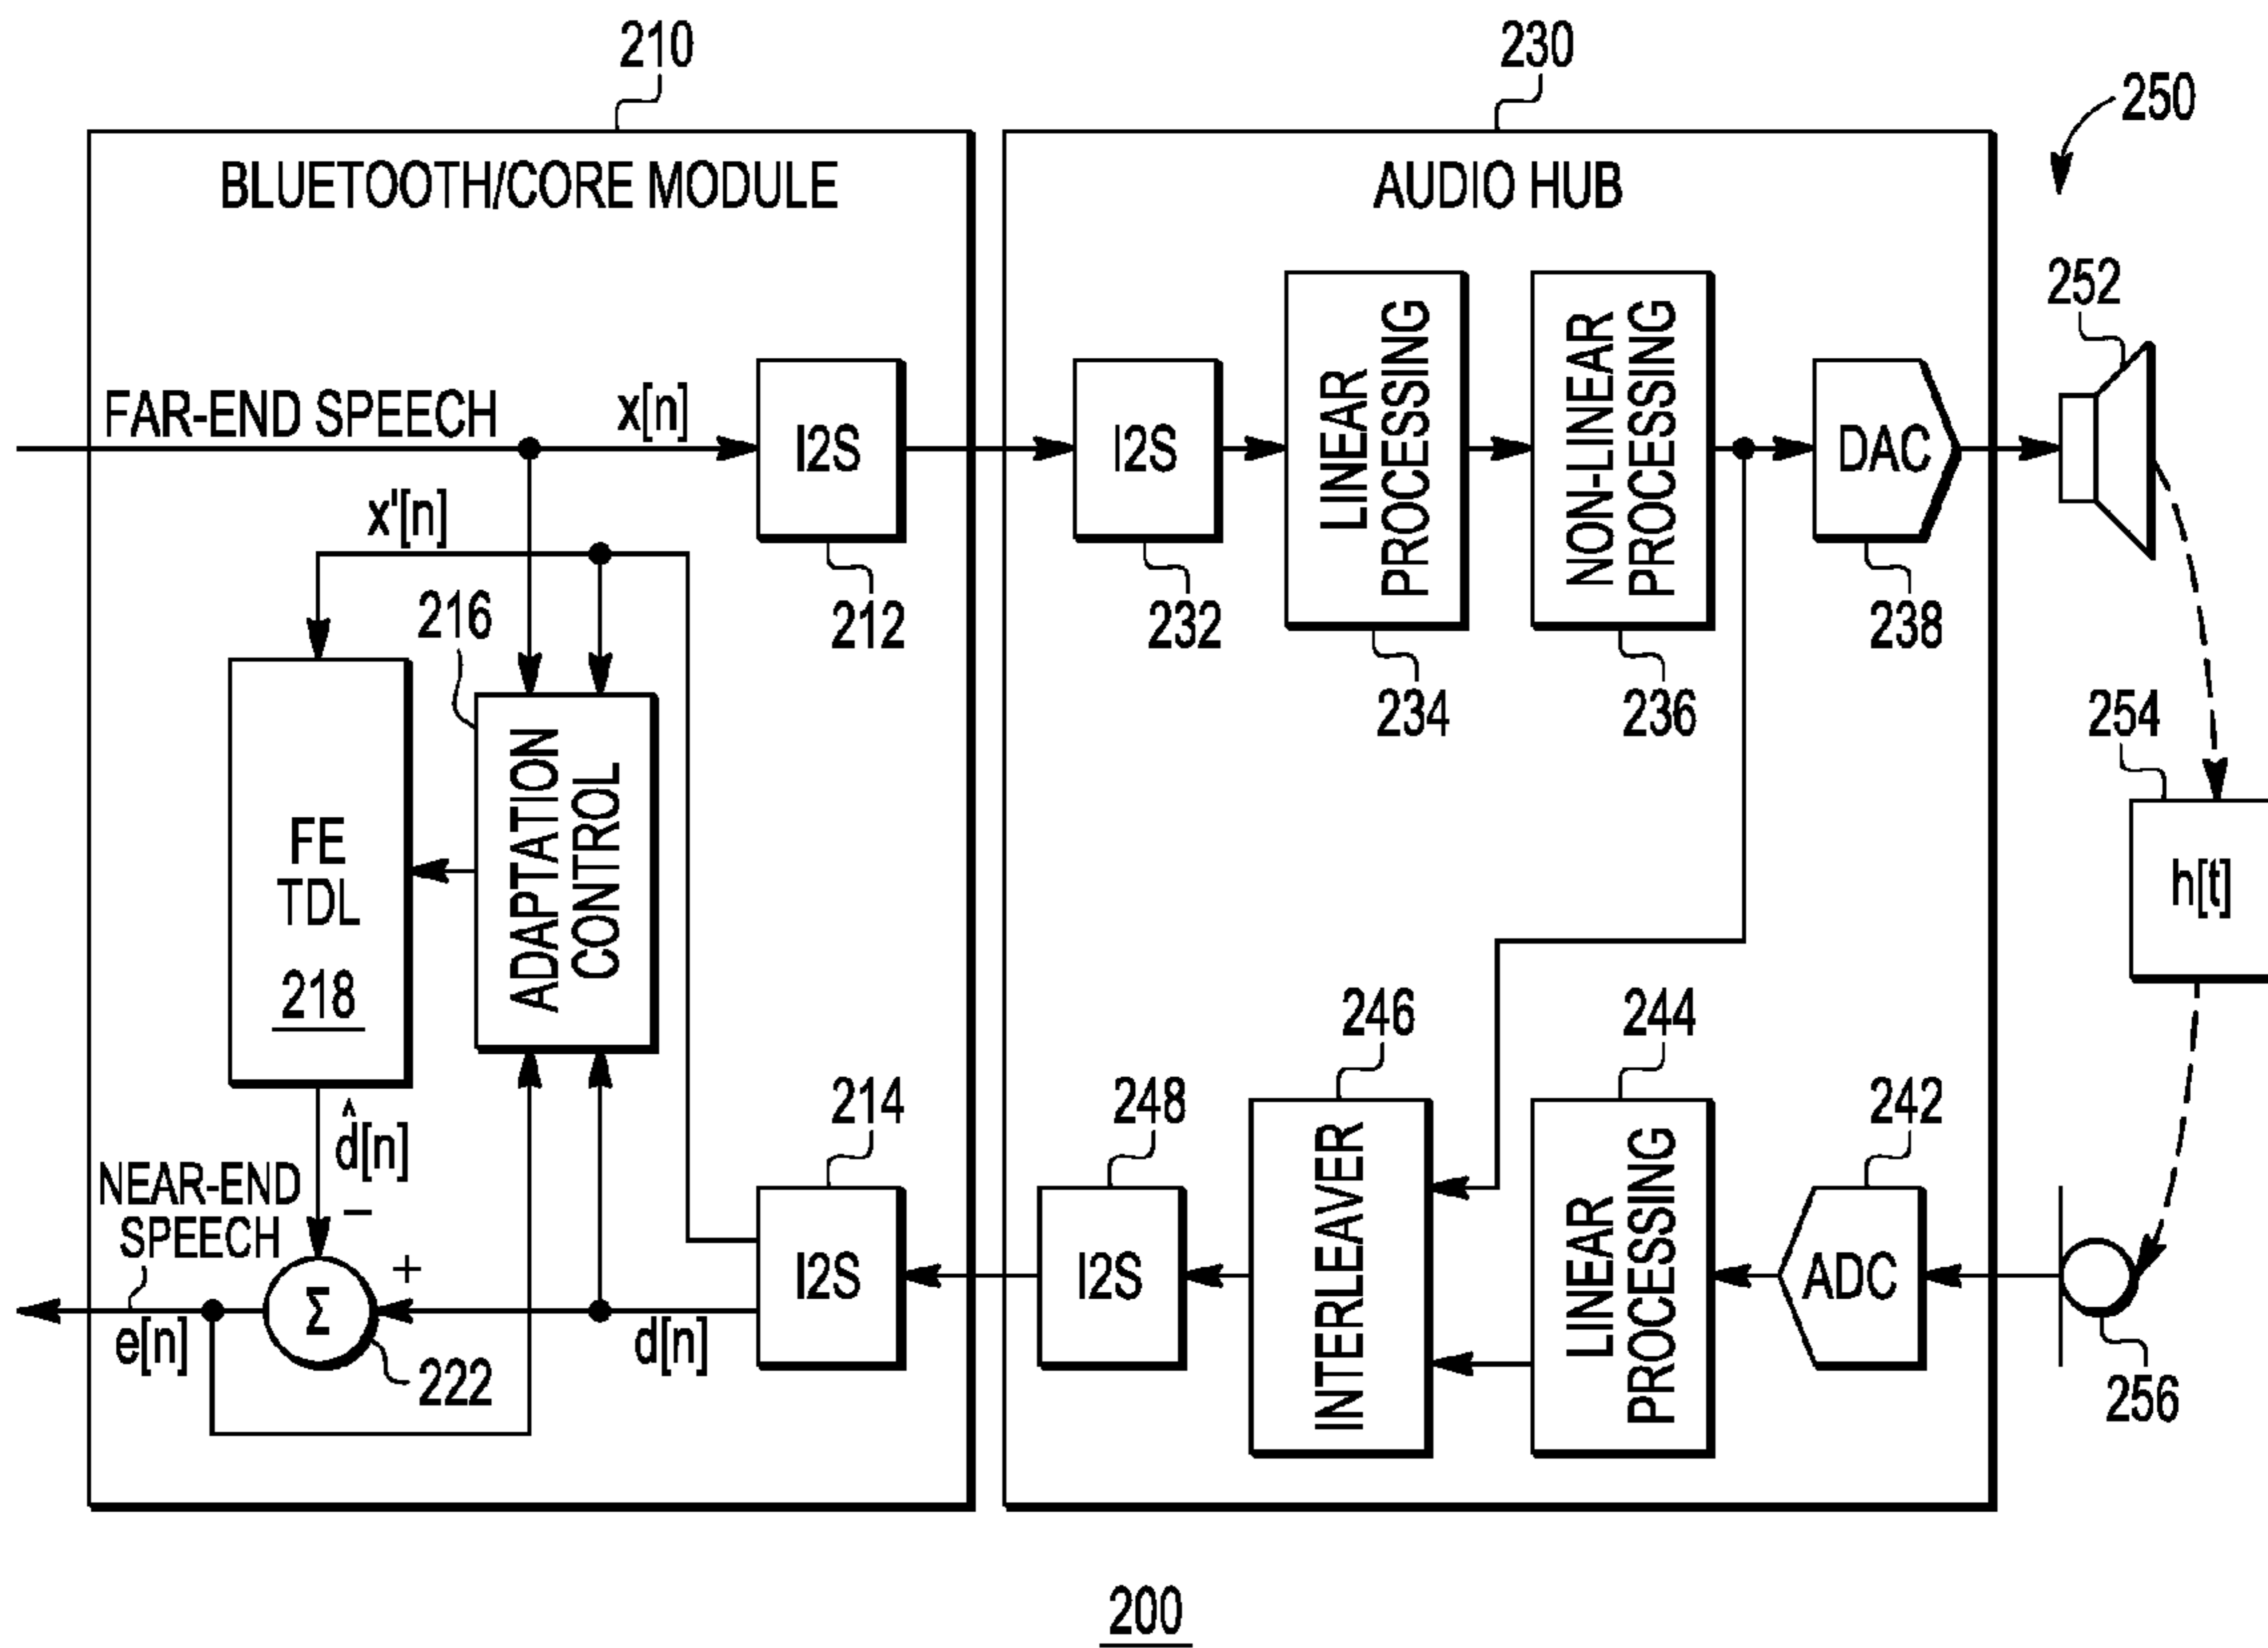 210
230
250
BLUETOOTH/CORE MODULE
AUDIO HUB
252
FAR-END SPEECH
x[n]
I2S
I2S
LINEAR
PROCESSING
NON-LINEAR
PROCESSING
DAC
x'[n]
216
212
232
234
236
238
254
FE
TDL
218
ADAPTATION
CONTROL
h[t]
246
244
214
248
242
d̂[n]
NEAR-END
SPEECH
−
+
Σ
e[n]
222
d[n]
I2S
I2S
INTERLEAVER
LINEAR
PROCESSING
ADC
256
200